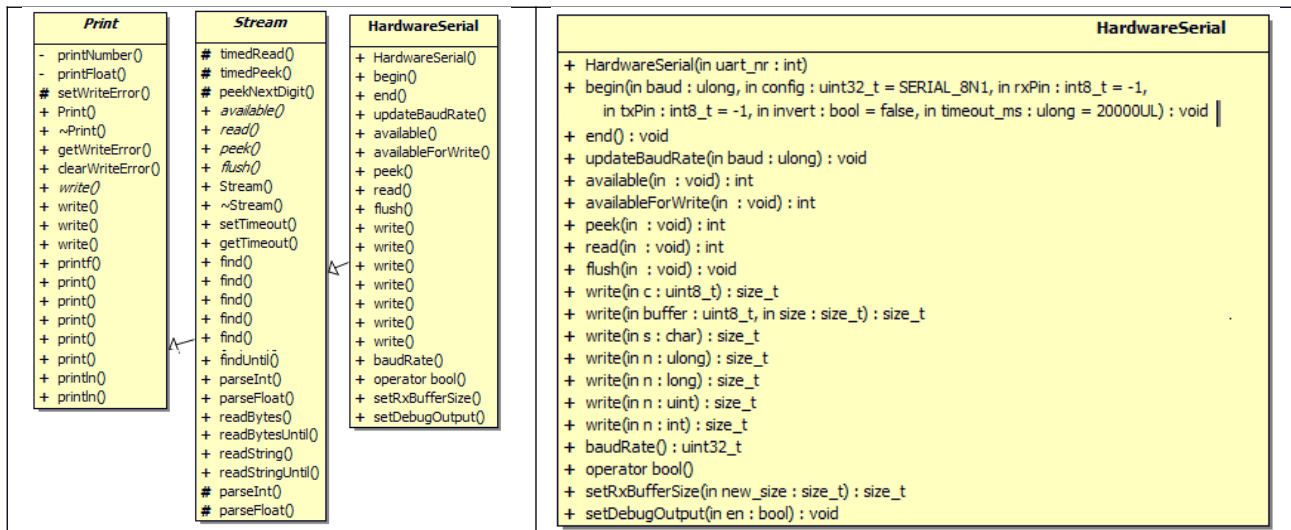 Print
- printNumber()
- printFloat()
# setWriteError()
+ Print()
+ ~Print()
+ getWriteError()
+ clearWriteError()
+ write()
+ write()
+ write()
+ write()
+ printf()
+ print()
+ print()
+ print()
+ print()
+ print()
+ println()
+ println()
Stream
# timedRead()
# timedPeek()
# peekNextDigit()
+ available()
+ read()
+ peek()
+ flush()
+ Stream()
+ ~Stream()
+ setTimeout()
+ getTimeout()
+ find()
+ find()
+ find()
+ find()
+ find()
+ findUntil()
+ parseInt()
+ parseFloat()
+ readBytes()
+ readBytesUntil()
+ readString()
+ readStringUntil()
# parseInt()
# parseFloat()
HardwareSerial
+ HardwareSerial()
+ begin()
+ end()
+ updateBaudRate()
+ available()
+ availableForWrite()
+ peek()
+ read()
+ flush()
+ write()
+ write()
+ write()
+ write()
+ write()
+ write()
+ write()
+ baudRate()
+ operator bool()
+ setRxBufferSize()
+ setDebugOutput()
HardwareSerial
+ HardwareSerial(in uart_nr : int)
+ begin(in baud : ulong, in config : uint32_t = SERIAL_8N1, in rxPin : int8_t = -1,
in txPin : int8_t = -1, in invert : bool = false, in timeout_ms : ulong = 20000UL) : void
+ end() : void
+ updateBaudRate(in baud : ulong) : void
+ available(in : void) : int
+ availableForWrite(in : void) : int
+ peek(in : void) : int
+ read(in : void) : int
+ flush(in : void) : void
+ write(in c : uint8_t) : size_t
+ write(in buffer : uint8_t, in size : size_t) : size_t
+ write(in s : char) : size_t
+ write(in n : ulong) : size_t
+ write(in n : long) : size_t
+ write(in n : uint) : size_t
+ write(in n : int) : size_t
+ baudRate() : uint32_t
+ operator bool()
+ setRxBufferSize(in new_size : size_t) : size_t
+ setDebugOutput(in en : bool) : void